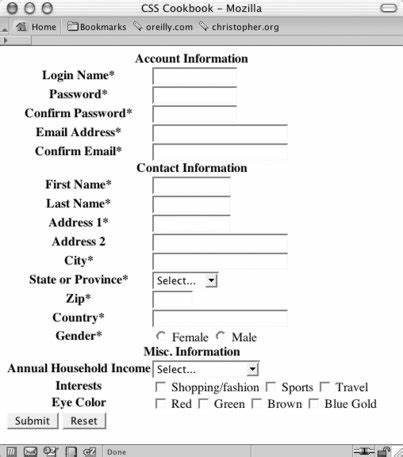 CSS Cookbook – Mozilla
Home Bookmarks oreilly.com christopher.org
Account Information
Login Name*
Password*
Confirm Password*
Email Address*
Confirm Email*
Contact Information
First Name*
Last Name*
Address 1*
Address 2
City*
State or Province* Select...
Zip*
Country*
Gender* Female Male
Misc. Information
Annual Household Income Select...
Interests Shopping/fashion Sports Travel
Eye Color Red Green Brown Blue Gold
Submit Reset
Done